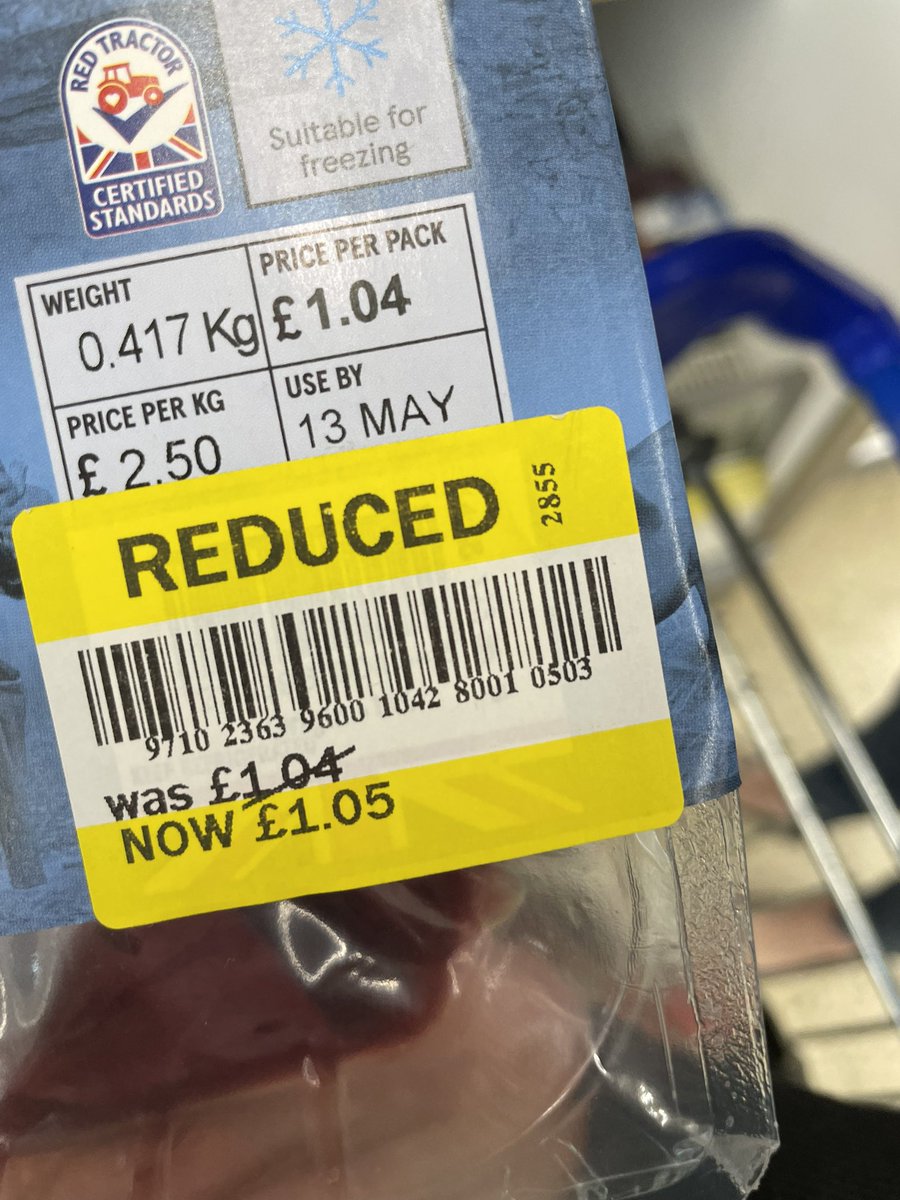 RED TRACTOR
CERTIFIED
STANDARDS
Suitable for
freezing
WEIGHT
0.417 Kg
PRICE PER PACK
£1.04
PRICE PER KG
£ 2.50
USE BY
13 MAY
REDUCED
2855
9710 2363 9600 1042 8001 0503
was £1.04
NOW £1.05